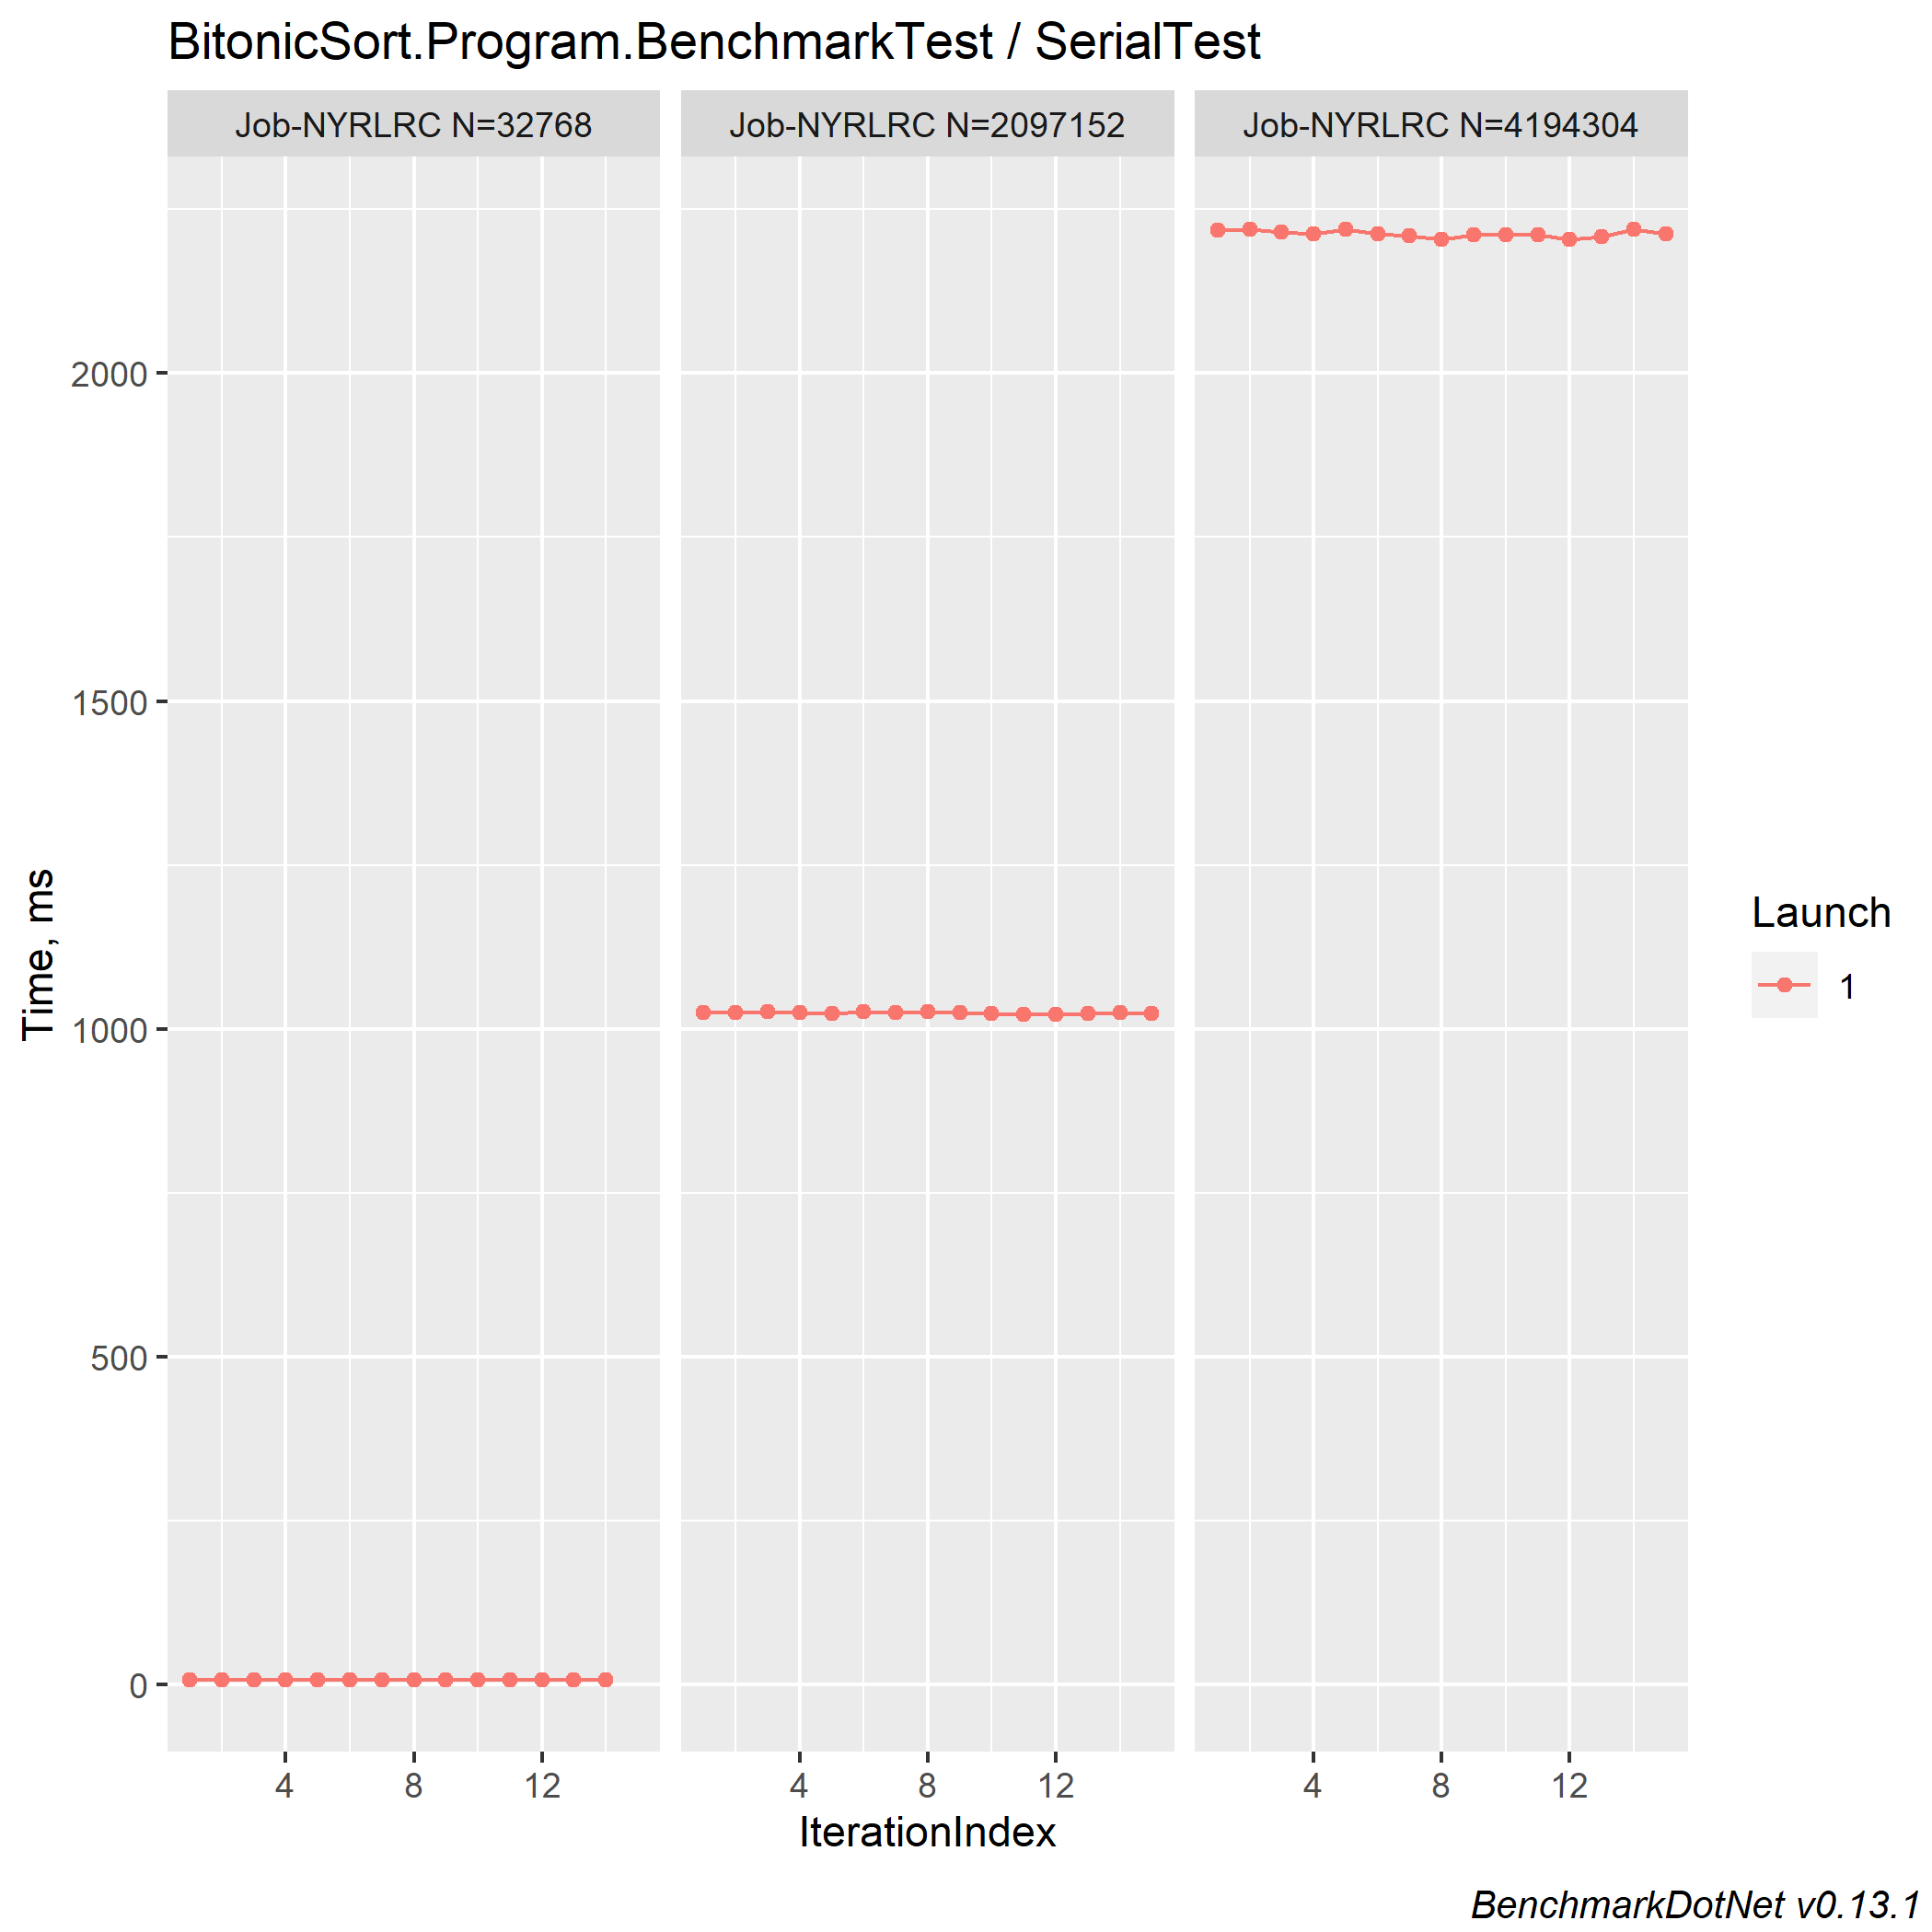 BitonicSort.Program.BenchmarkTest / SerialTest
Job-NYRLRC N=32768
Job-NYRLRC N=2097152
Job-NYRLRC N=4194304
2000
1500
1000
500
0
Time, ms
4 8 12
4 8 12
4 8 12
IterationIndex
Launch
1
BenchmarkDotNet v0.13.1